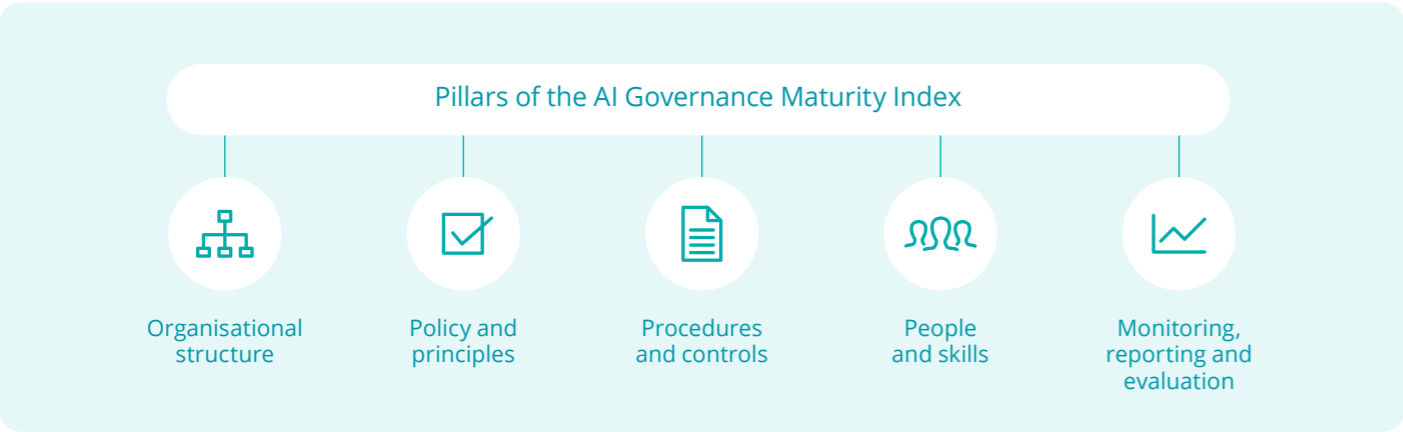 Pillars of the AI Governance Maturity Index
Organisational
structure
Policy and
principles
Procedures
and controls
People
and skills
Monitoring,
reporting and
evaluation